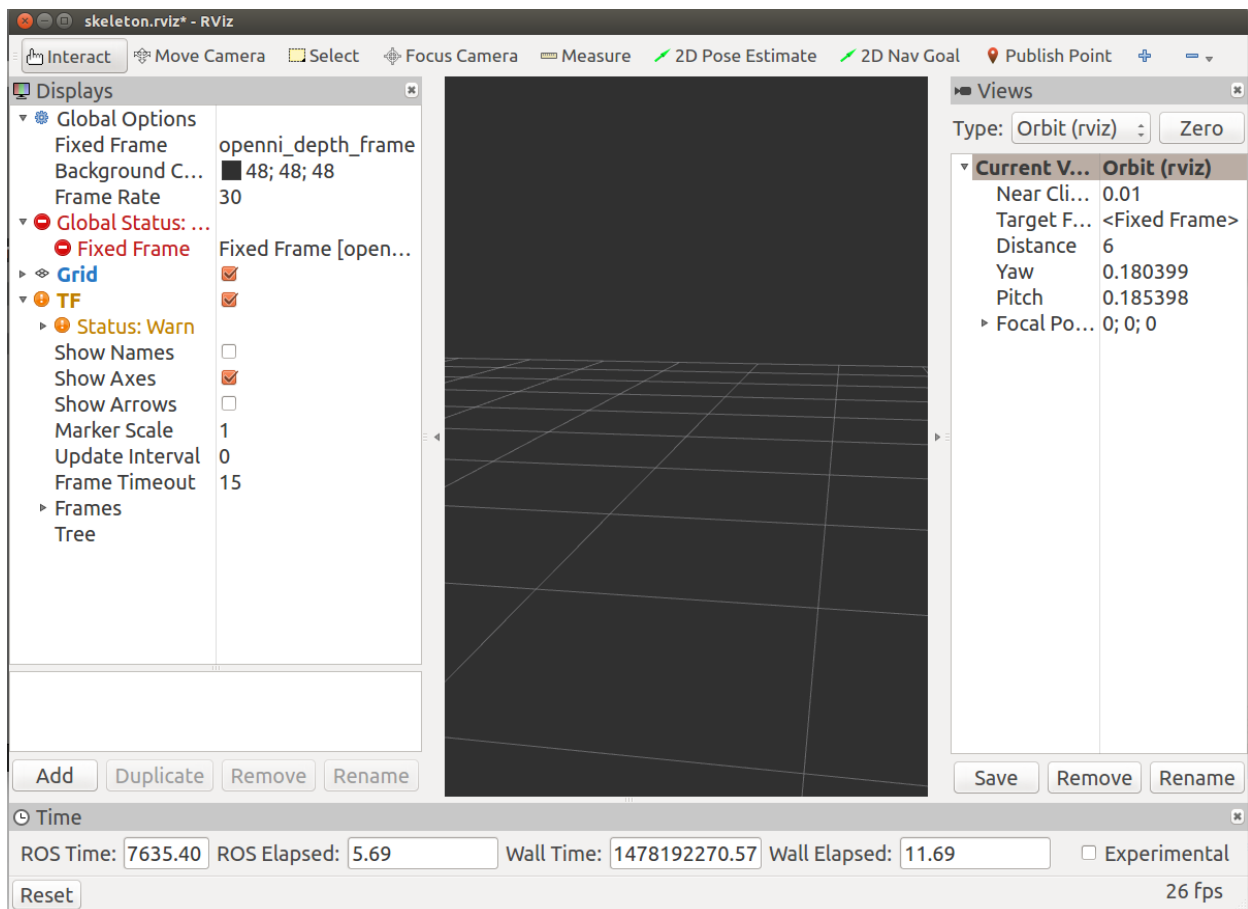 skeleton.rviz* - RViz
Interact Move Camera Select Focus Camera Measure 2D Pose Estimate 2D Nav Goal Publish Point
Displays
Global Options
Fixed Frame openni_depth_frame
Background C... 48; 48; 48
Frame Rate 30
Global Status: ...
Fixed Frame Fixed Frame [open...
Grid
TF
Status: Warn
Show Names
Show Axes
Show Arrows
Marker Scale 1
Update Interval 0
Frame Timeout 15
Frames
Tree
Add Duplicate Remove Rename
Views
Type: Orbit (rviz) Zero
Current V... Orbit (rviz)
Near Cli... 0.01
Target F... <Fixed Frame>
Distance 6
Yaw 0.180399
Pitch 0.185398
Focal Po... 0; 0; 0
Save Remove Rename
Time
ROS Time: 7635.40 ROS Elapsed: 5.69 Wall Time: 1478192270.57 Wall Elapsed: 11.69 Experimental
Reset 26 fps